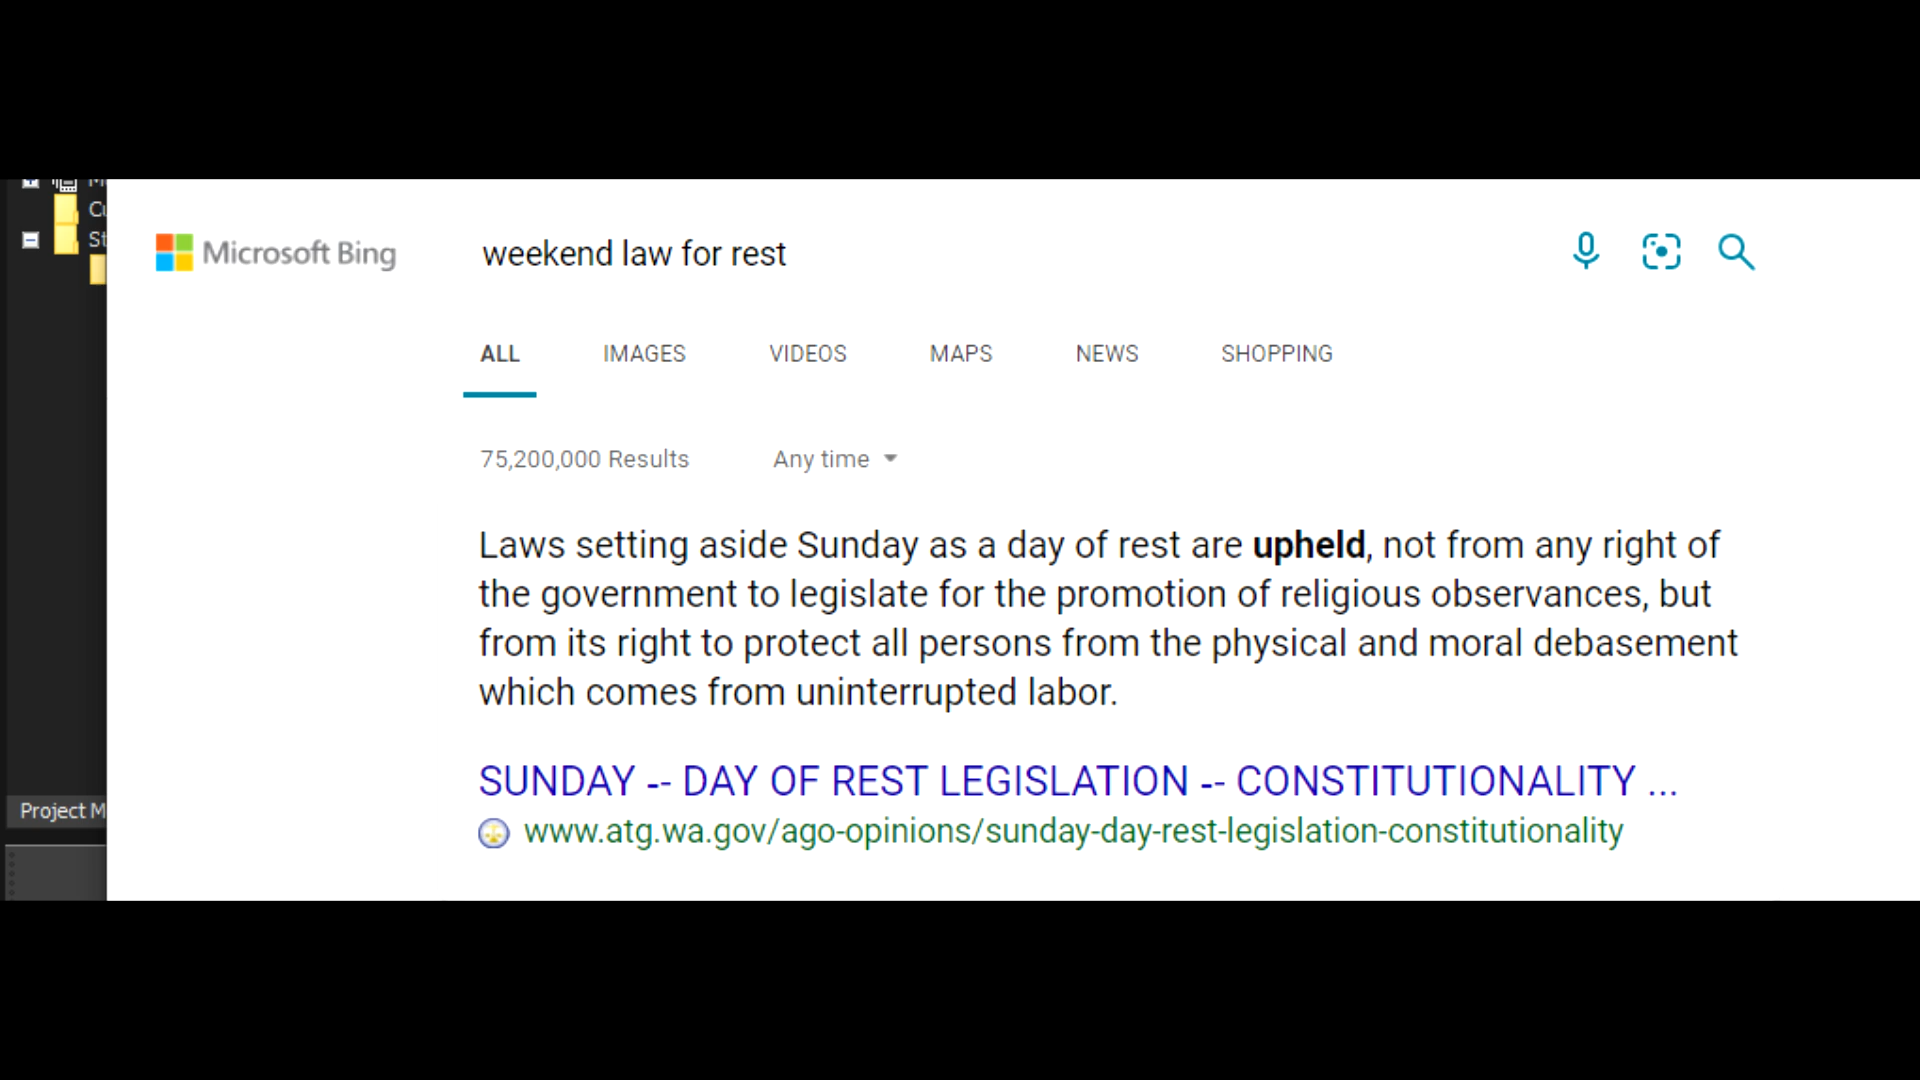 Cu
St
Microsoft Bing
weekend law for rest
ALL IMAGES VIDEOS MAPS NEWS SHOPPING
75,200,000 Results Any time
Laws setting aside Sunday as a day of rest are upheld, not from any right of
the government to legislate for the promotion of religious observances, but
from its right to protect all persons from the physical and moral debasement
which comes from uninterrupted labor.
SUNDAY -- DAY OF REST LEGISLATION -- CONSTITUTIONALITY ...
Project M
www.atg.wa.gov/ago-opinions/sunday-day-rest-legislation-constitutionality